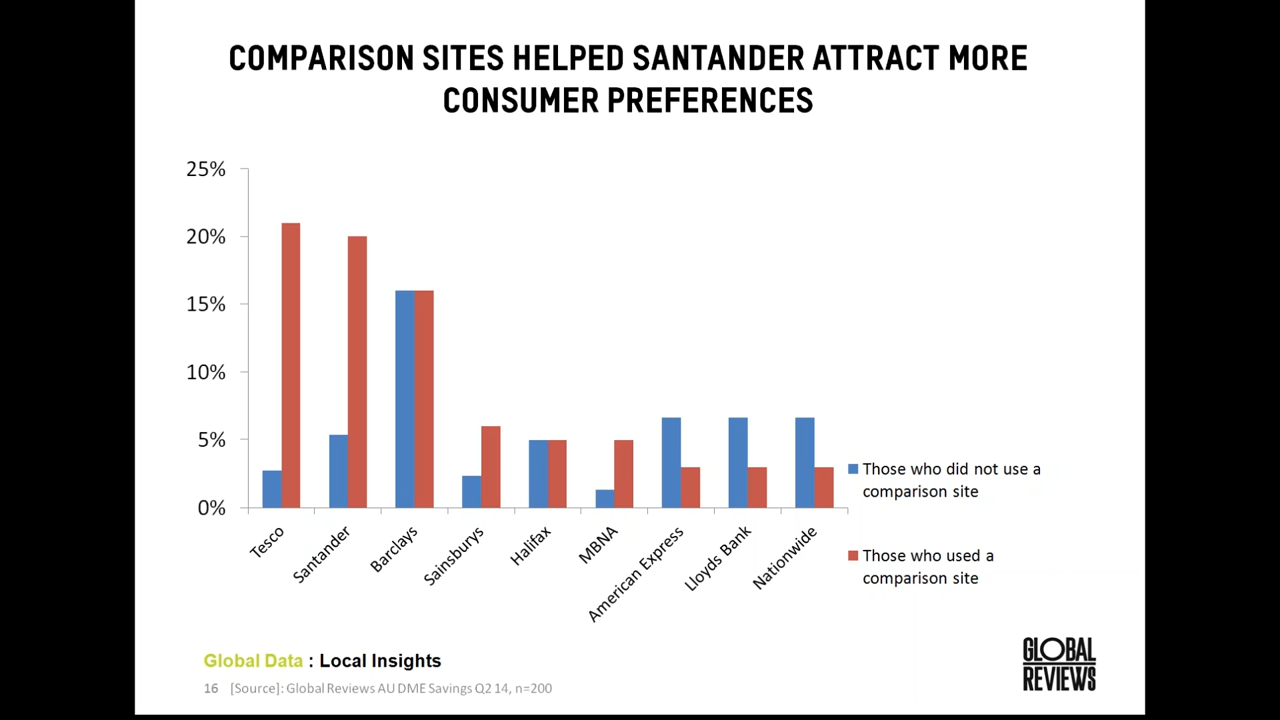 COMPARISON SITES HELPED SANTANDER ATTRACT MORE
CONSUMER PREFERENCES
25%
20%
15%
10%
5%
0%
Tesco
Santander
Barclays
Sainsburys
Halifax
MBNA
American Express
Lloyds Bank
Nationwide
Those who did not use a
comparison site
Those who used a
comparison site
Global Data : Local Insights
16 [Source]: Global Reviews AU DME Savings Q2 14, n=200
GLOBAL
REVIEWS